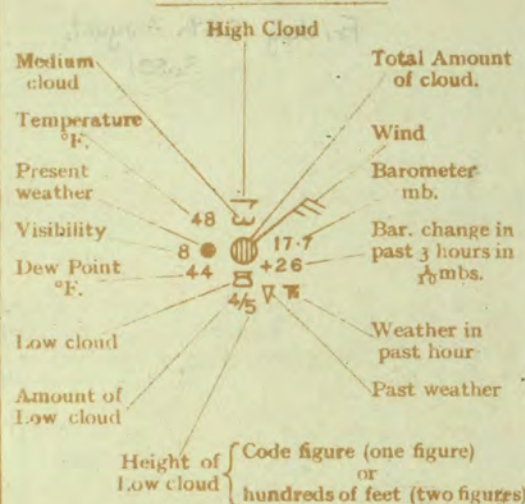 High Cloud
Medium
cloud
Total Amount
of cloud.
Temperature
°F.
Wind
Present
weather
Barometer
mb.
48
Visibility
8
17·7
Bar. change in
past 3 hours in
1/10 mbs.
Dew Point
°F.
44
+26
4/5
Low cloud
Weather in
past hour
Amount of
Low cloud
Past weather
Height of
Low cloud
Code figure (one figure)
or
hundreds of feet (two figures)